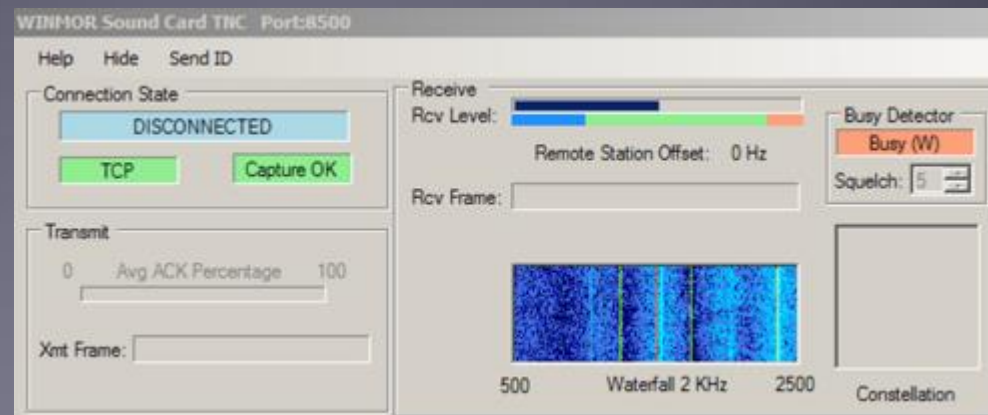 WINMOR Sound Card TNC Port:8500
Help Hide Send ID
Connection State
DISCONNECTED
TCP Capture OK
Transmit
0 Avg ACK Percentage 100
Xmt Frame:
Receive
Rcv Level:
Remote Station Offset: 0 Hz
Rcv Frame:
500 Waterfall 2 KHz 2500
Busy Detector
Busy (W)
Squelch: 5
Constellation